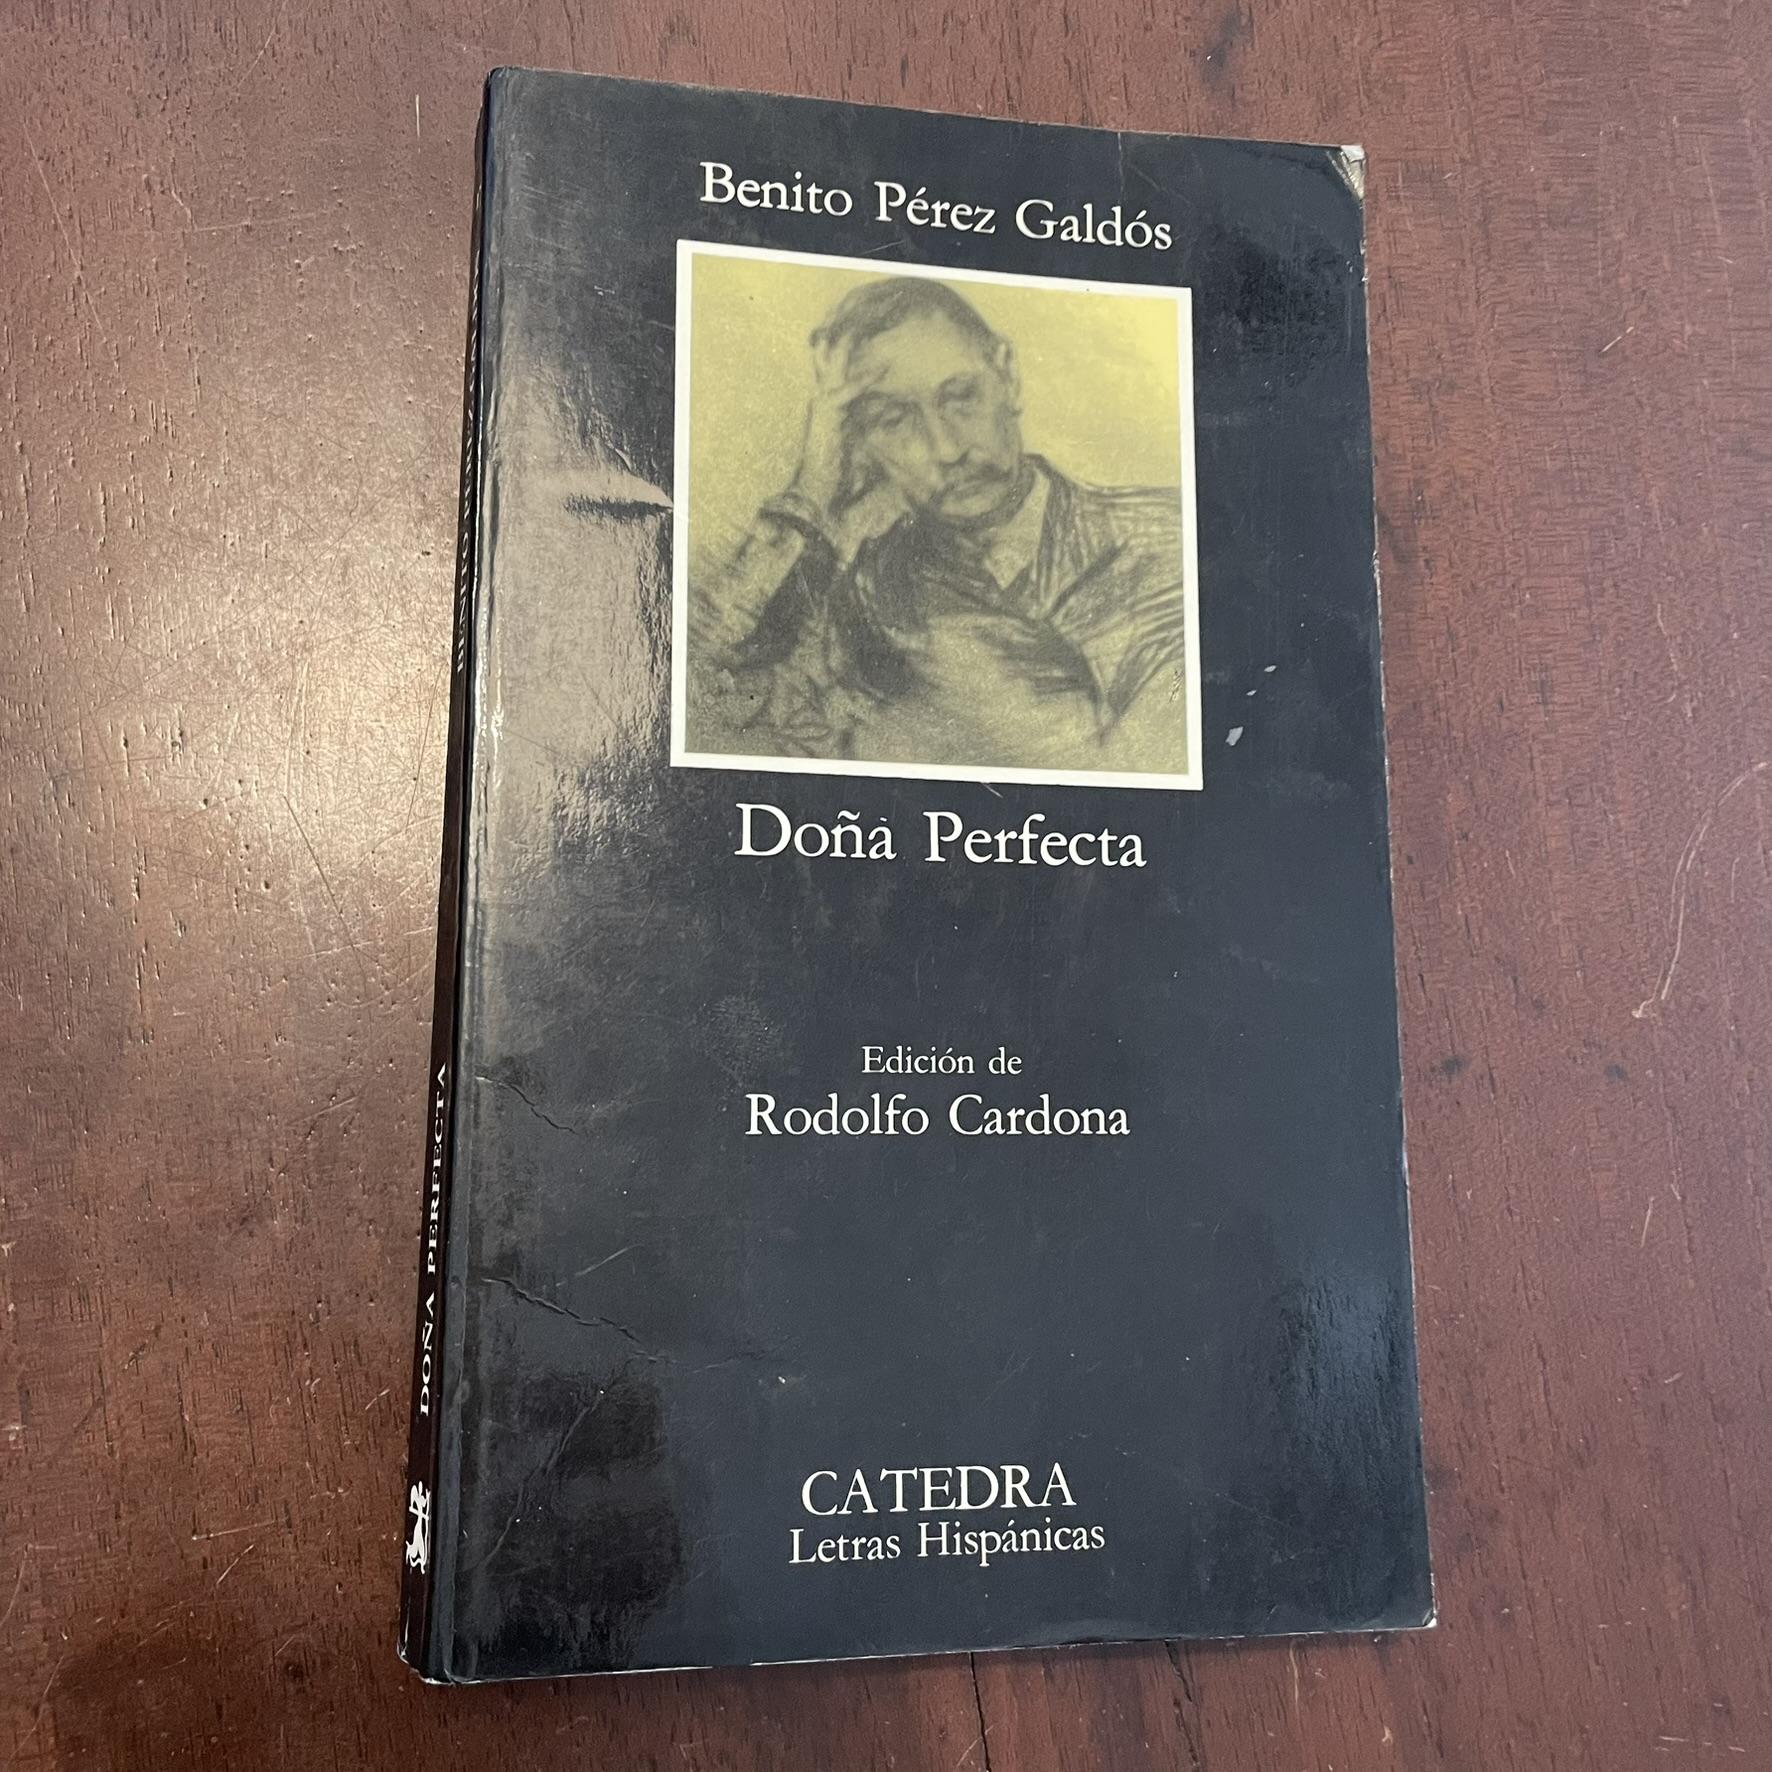 Benito Pérez Galdós
Doña Perfecta
Edición de
Rodolfo Cardona
CATEDRA
Letras Hispánicas
DOÑA PERFECTA